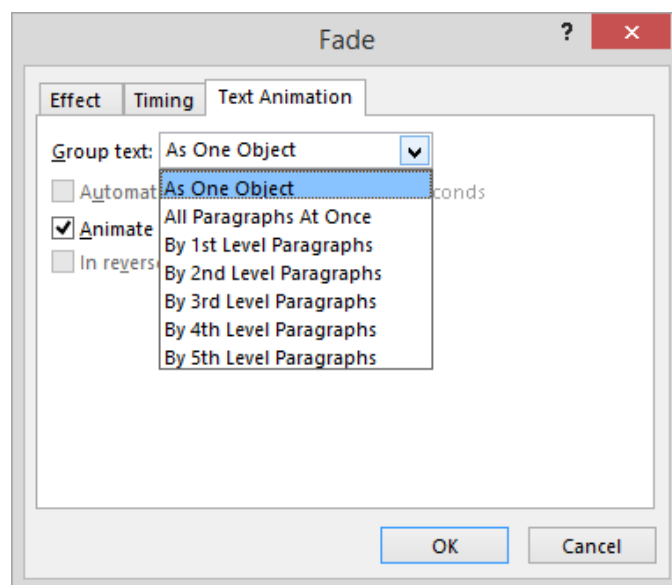 Fade
?
Effect Timing Text Animation
Group text: As One Object
Automat conds
As One Object
All Paragraphs At Once
Animate
By 1st Level Paragraphs
In revers
By 2nd Level Paragraphs
By 3rd Level Paragraphs
By 4th Level Paragraphs
By 5th Level Paragraphs
OK Cancel